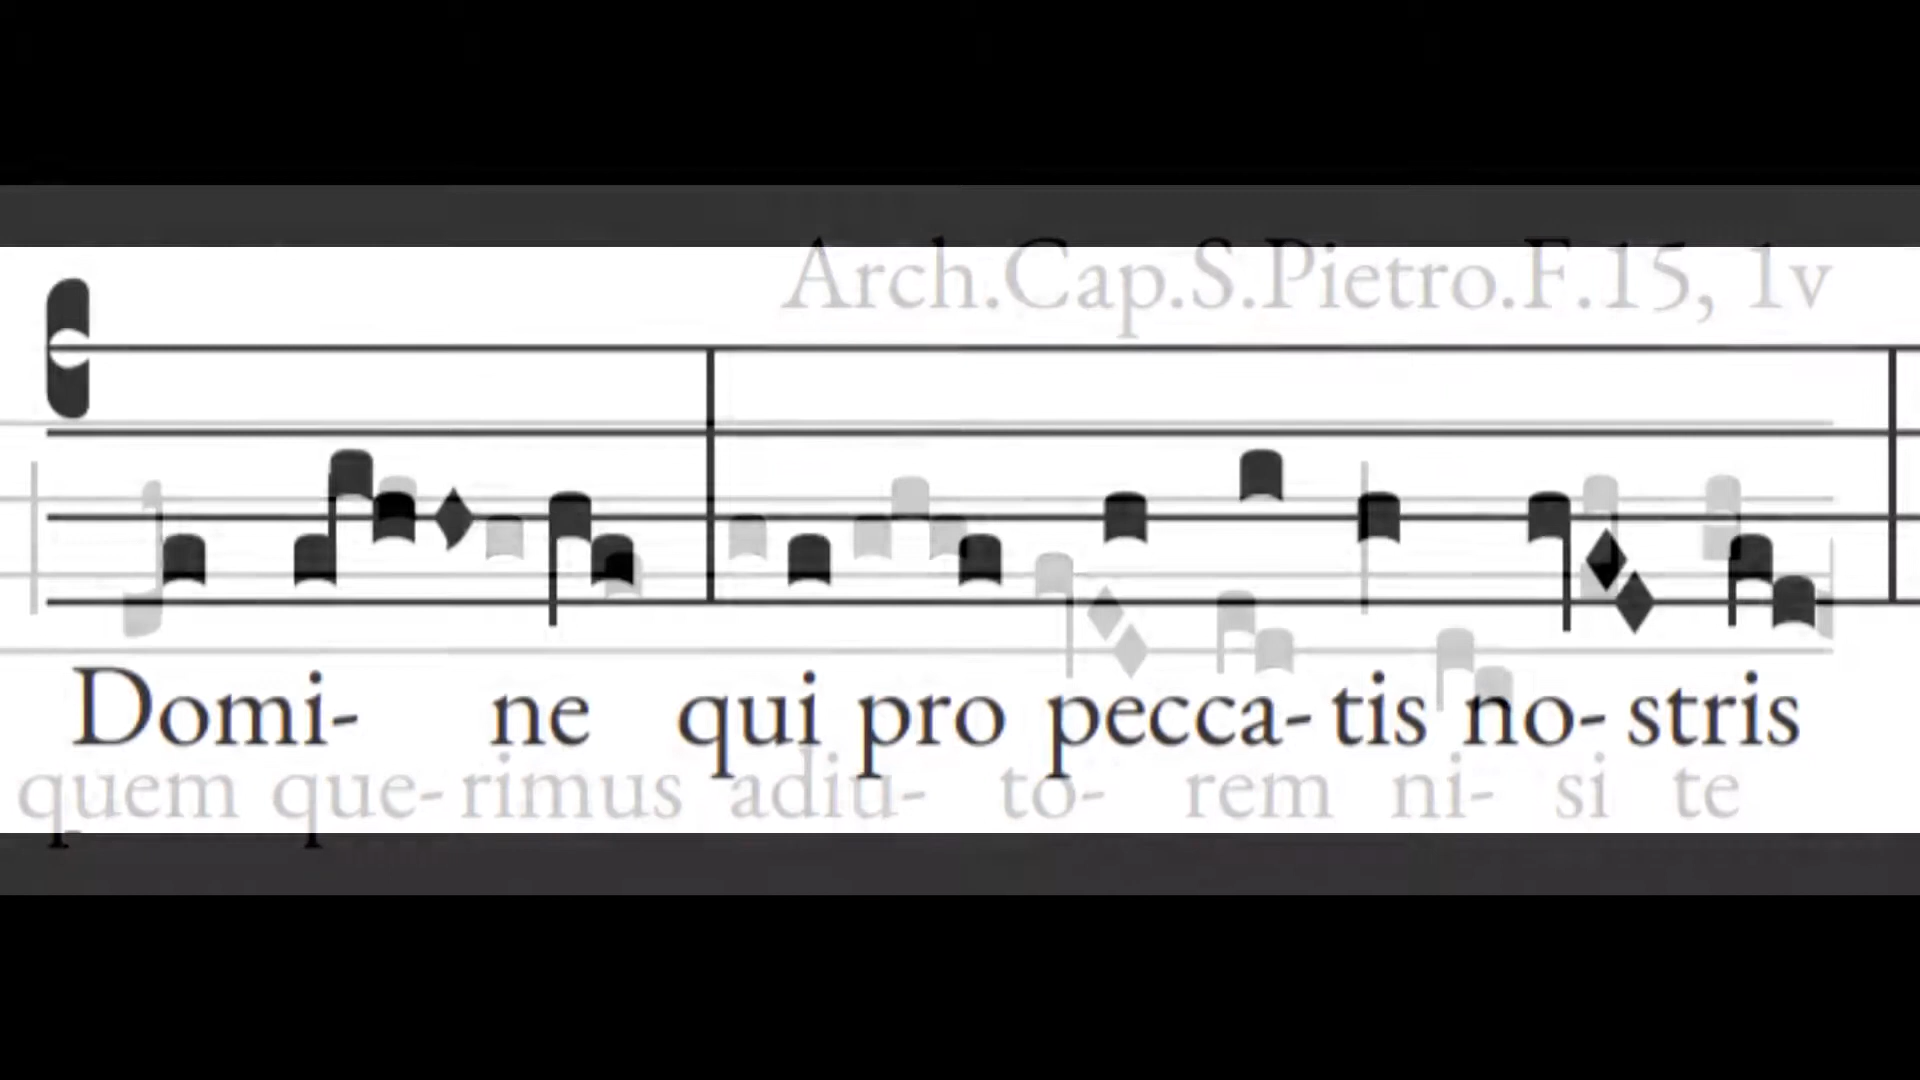 Arch.Cap.S.Pietro.F.15, 1v
Domi- ne qui pro pecca- tis no- stris
quem que- rimus adiu- to- rem ni- si te